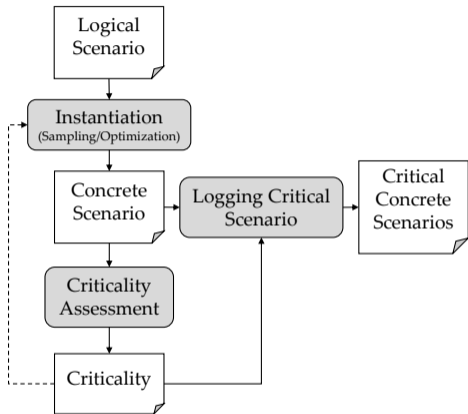 Logical
Scenario
Instantiation
(Sampling/Optimization)
Concrete
Scenario
Logging Critical
Scenario
Critical
Concrete
Scenarios
Criticality
Assessment
Criticality